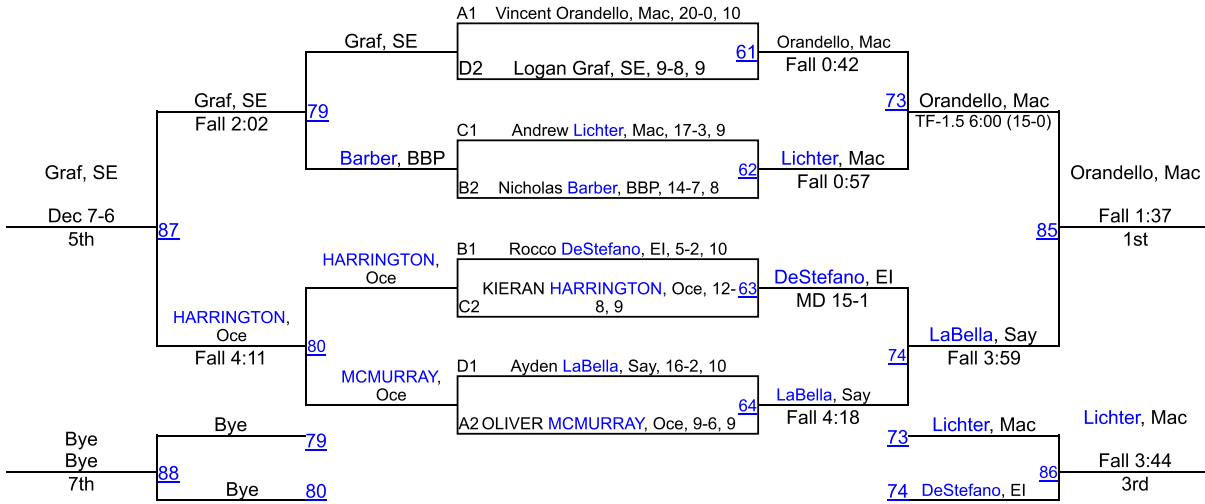 A1 Vincent Orandello, Mac, 20-0, 10
Graf, SE
61
Orandello, Mac
D2 Logan Graf, SE, 9-8, 9
Fall 0:42
Graf, SE
79
Fall 2:02
73
Orandello, Mac
TF-1.5 6:00 (15-0)
C1 Andrew Lichter, Mac, 17-3, 9
Barber, BBP
62
Lichter, Mac
Fall 0:57
B2 Nicholas Barber, BBP, 14-7, 8
Graf, SE
Dec 7-6
5th
87
85
Orandello, Mac
Fall 1:37
1st
B1 Rocco DeStefano, EI, 5-2, 10
HARRINGTON,
Oce
KIERAN HARRINGTON, Oce, 12-
8, 9
C2
63
DeStefano, EI
MD 15-1
HARRINGTON,
Oce
Fall 4:11
80
74
LaBella, Say
Fall 3:59
D1 Ayden LaBella, Say, 16-2, 10
MCMURRAY,
Oce
64
LaBella, Say
Fall 4:18
A2 OLIVER MCMURRAY, Oce, 9-6, 9
Bye
79
Bye
Bye
7th
88
Bye
80
73
Lichter, Mac
Lichter, Mac
86
Fall 3:44
3rd
74
DeStefano, EI